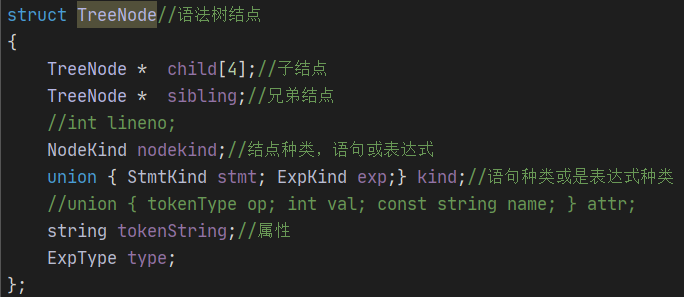 struct TreeNode//语法树结点
{
    TreeNode *  child[4];//子结点
    TreeNode *  sibling;//兄弟结点
    //int lineno;
    NodeKind nodekind;//结点种类，语句或表达式
    union { StmtKind stmt; ExpKind exp;} kind;//语句种类或是表达式种类
    //union { tokenType op; int val; const string name; } attr;
    string tokenString;//属性
    ExpType type;
};